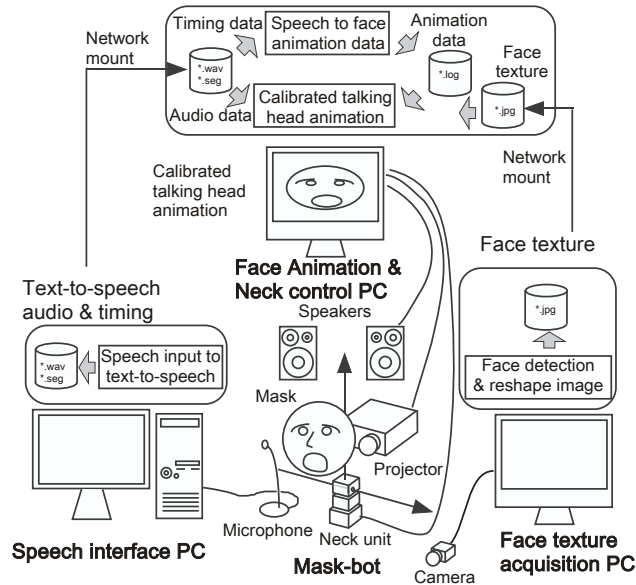 Network
mount
Timing data
Speech to face
animation data
Animation
data
*.wav
*.seg
*.log
Face
texture
*.jpg
Audio data
Calibrated talking
head animation
Network
mount
Calibrated
talking head
animation
Face Animation &
Neck control PC
Face texture
Text-to-speech
audio & timing
Speakers
*.jpg
*.wav
*.seg
Speech input to
text-to-speech
Face detection
& reshape image
Mask
Projector
Microphone
Neck unit
Speech interface PC
Mask-bot
Camera
Face texture
acquisition PC